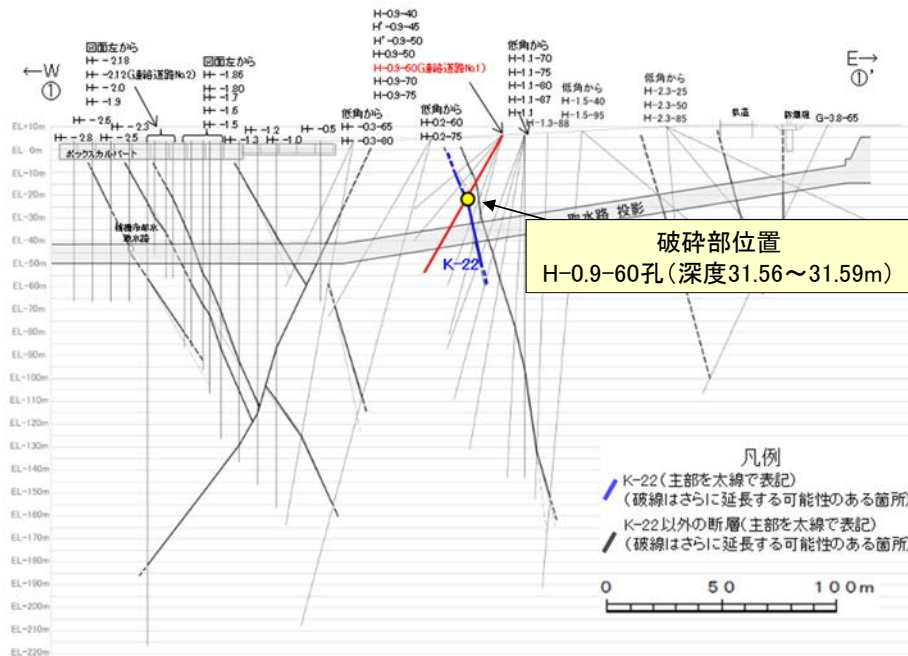 図面左から
H- -2.18
H- -2.12(連絡道路No.2)
H- -2.0
H- -1.9
H- -2.6
H- -2.3
H- -2.8
H- -2.5
図面左から
H- -1.86
H- -1.80
H- -1.7
H- -1.6
H- -1.5
H- -1.3
H- -1.2
H- -1.0
H- -0.5
低角から
H- -0.3-65
H- -0.3-80
H-0.9-40
H'-0.9-45
H'-0.9-50
H-0.9-50
H-0.9-60(連絡道路No.1)
H-0.9-70
H-0.9-75
低角から
H-0.2-60
H-0.2-75
低角から
H-1.1-70
H-1.1-75
H-1.1-80
H-1.1-87
H-1.1
H-1.3-88
低角から
H-1.5-40
H-1.5-95
低角から
H-2.3-25
H-2.3-50
H-2.3-85
鉄道
防潮堤
G-3.8-65
←W
①
E→
①'
EL+10m
EL 0m
EL-10m
EL-20m
EL-30m
EL-40m
EL-50m
EL-60m
EL-70m
EL-80m
EL-90m
EL-100m
EL-110m
EL-120m
EL-130m
EL-140m
EL-150m
EL-160m
EL-170m
EL-180m
EL-190m
EL-200m
EL-210m
EL-220m
ボックスカルバート
機冷却水
取水路
取水路 投影
K-22
破砕部位置
H-0.9-60孔(深度31.56~31.59m)
凡例
K-22(主部を太線で表記)
(破線はさらに延長する可能性のある箇所)
K-22以外の断層(主部を太線で表記)
(破線はさらに延長する可能性のある箇所)
0 50 100m